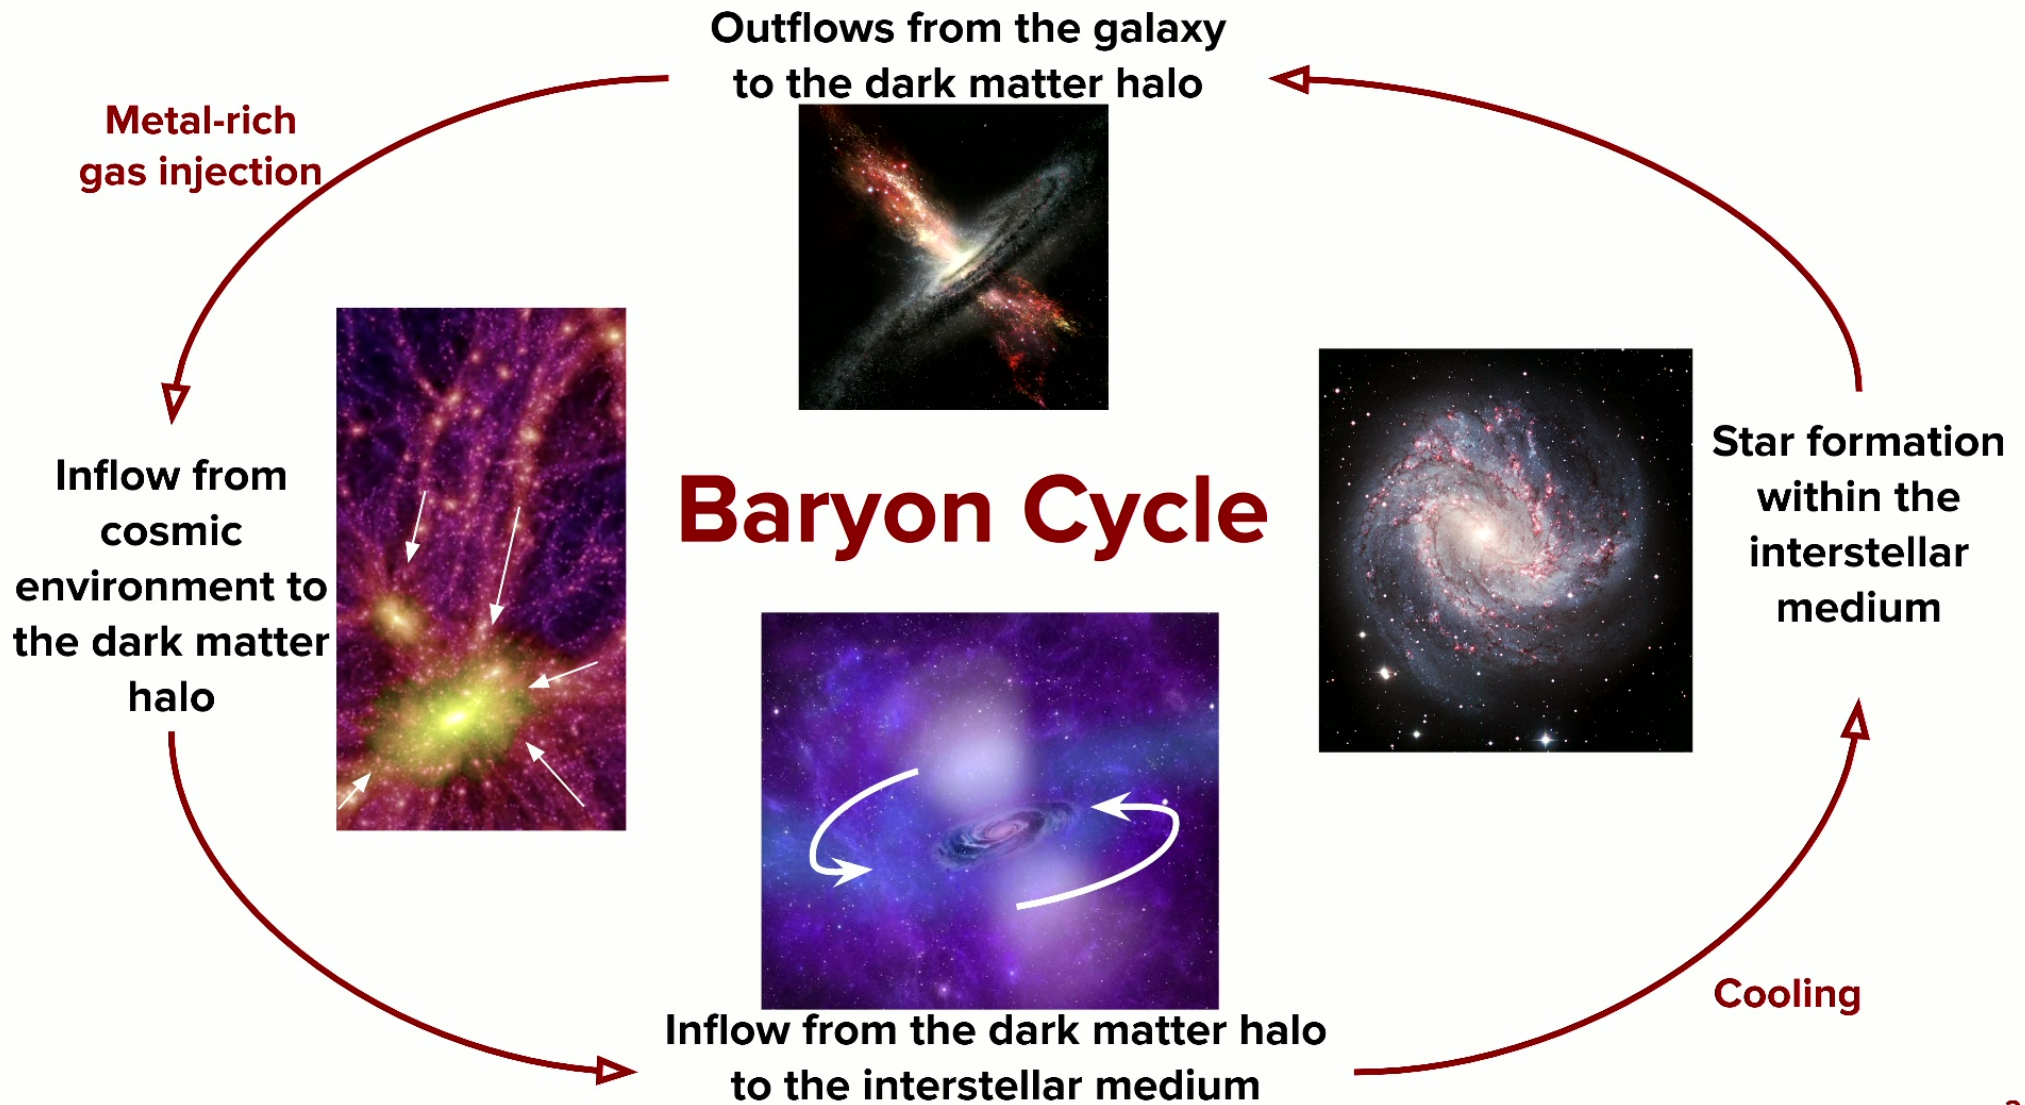 Outflows from the galaxy
to the dark matter halo
Metal-rich
gas injection
Inflow from
cosmic
environment to
the dark matter
halo
Baryon Cycle
Star formation
within the
interstellar
medium
Cooling
Inflow from the dark matter halo
to the interstellar medium